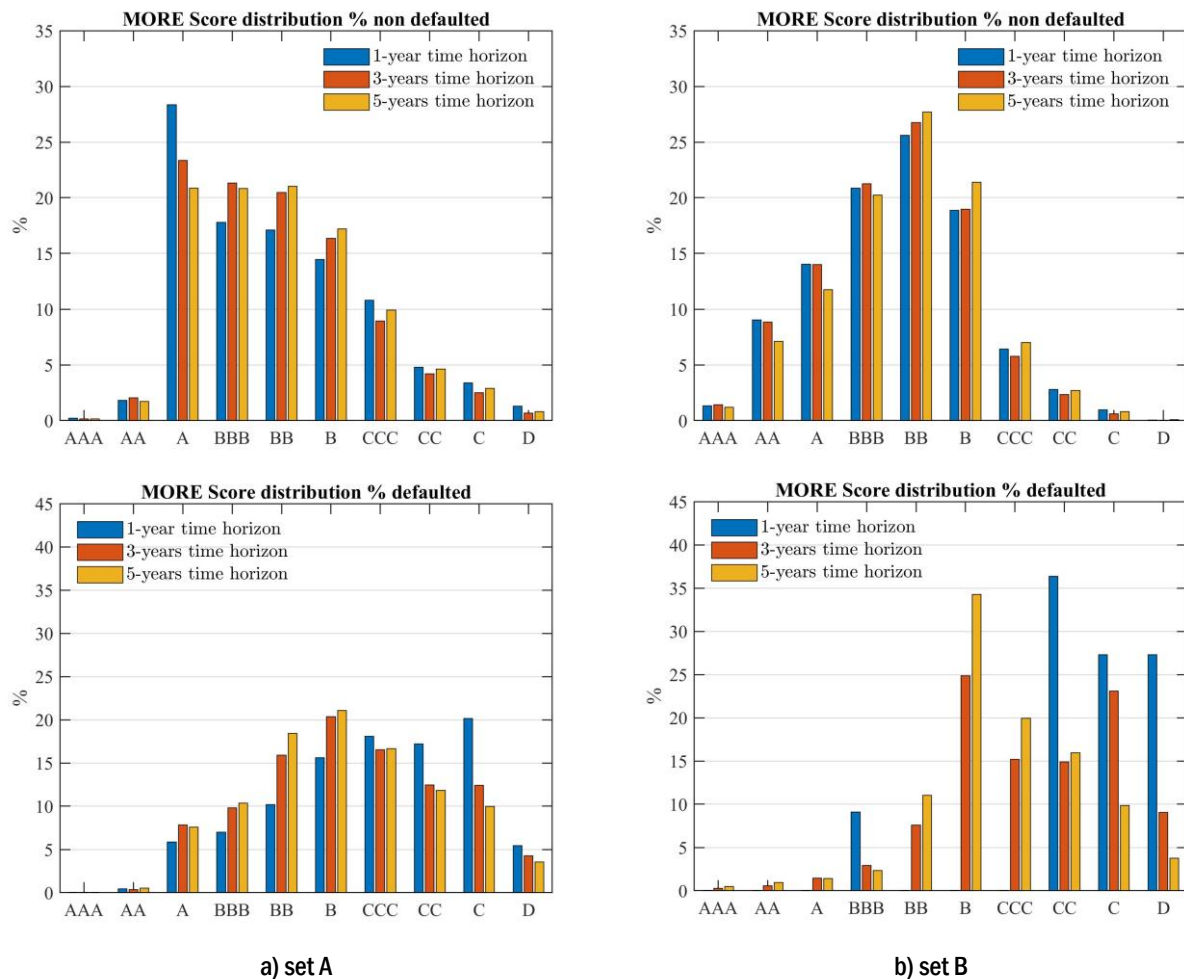 MORE Score distribution % non defaulted
35
30
25
20
15
10
5
0
%
1-year time horizon
3-years time horizon
5-years time horizon
AAA AA A BBB BB B CCC CC C D
MORE Score distribution % non defaulted
35
30
25
20
15
10
5
0
%
1-year time horizon
3-years time horizon
5-years time horizon
AAA AA A BBB BB B CCC CC C D
MORE Score distribution % defaulted
45
40
35
30
25
20
15
10
5
0
%
1-year time horizon
3-years time horizon
5-years time horizon
AAA AA A BBB BB B CCC CC C D
MORE Score distribution % defaulted
45
40
35
30
25
20
15
10
5
0
%
1-year time horizon
3-years time horizon
5-years time horizon
AAA AA A BBB BB B CCC CC C D
a) set A
b) set B